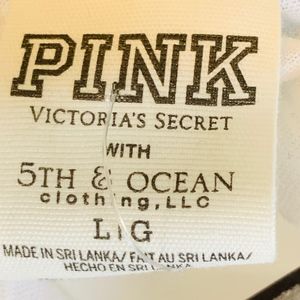 PINK
VICTORIA'S SECRET
WITH
5TH & OCEAN
clothing, LLC
L|G
MADE IN SRI LANKA/ FAIT AU SRI LANKA/
HECHO EN SRI LANKA